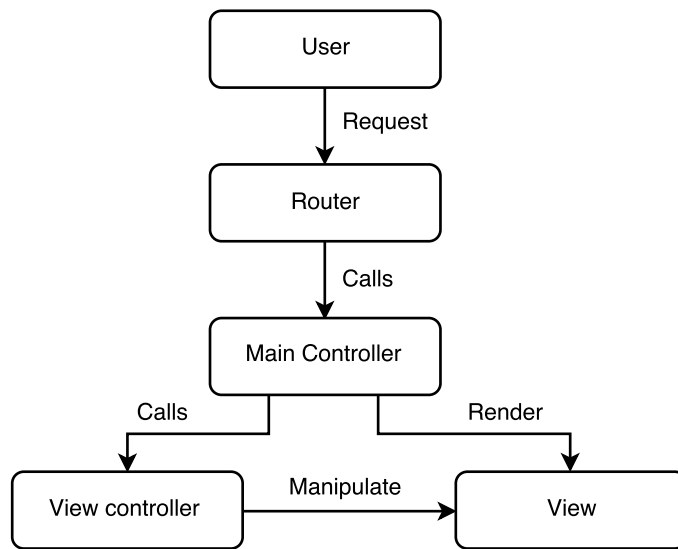 User
Request
Router
Calls
Main Controller
Calls
Render
View controller
Manipulate
View